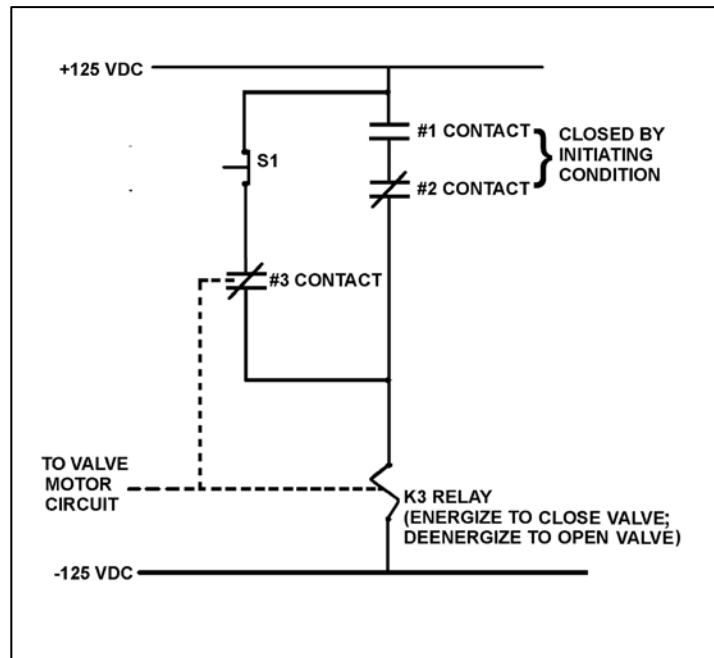 +125 VDC
#1 CONTACT
CLOSED BY
INITIATING
CONDITION
S1
#2 CONTACT
#3 CONTACT
TO VALVE
MOTOR
CIRCUIT
K3 RELAY
(ENERGIZE TO CLOSE VALVE;
DEENERGIZE TO OPEN VALVE)
-125 VDC